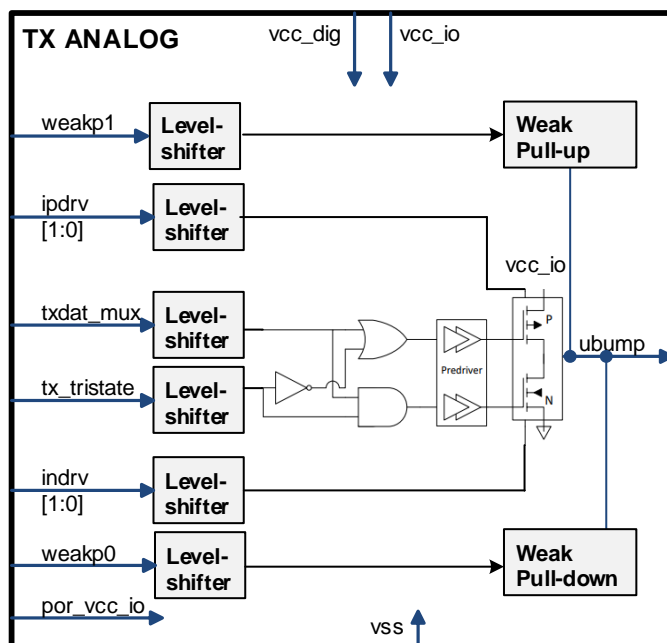 TX ANALOG
vcc_dig
vcc_io
weakp1
Level-
shifter
Weak
Pull-up
ipdrv
[1:0]
Level-
shifter
vcc_io
txdat_mux
Level-
shifter
P
ubump
Predriver
tx_tristate
Level-
shifter
N
indrv
[1:0]
Level-
shifter
weakp0
Level-
shifter
Weak
Pull-down
por_vcc_io
vss